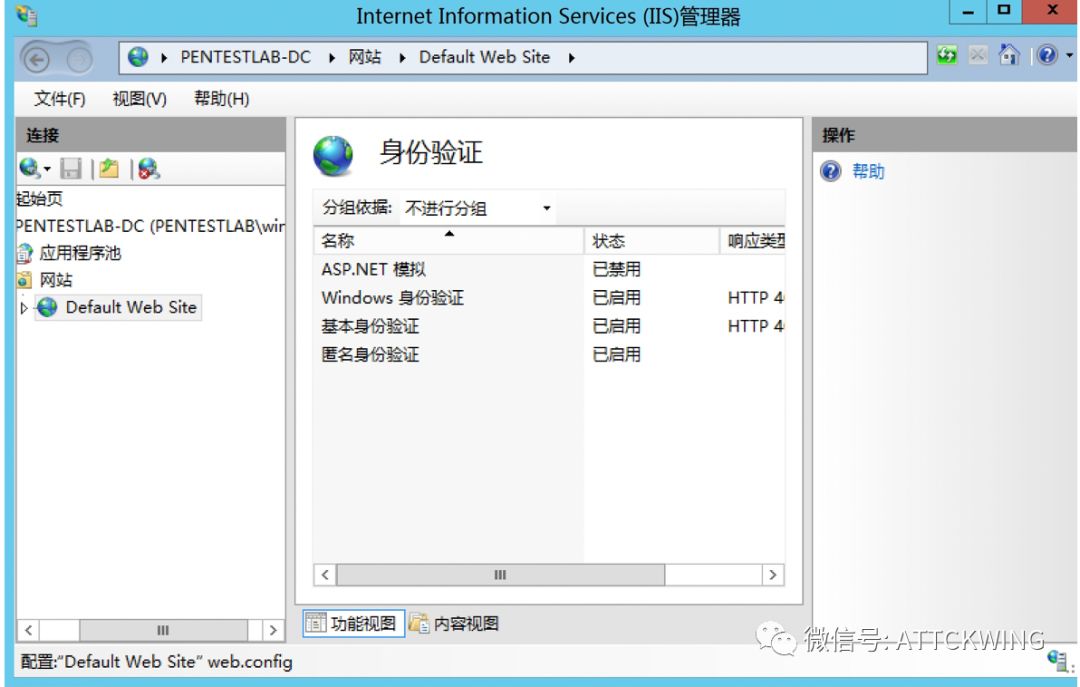 Internet Information Services (IIS)管理器
PENTESTLAB-DC 网站 Default Web Site
文件(F) 视图(V) 帮助(H)
连接
起始页
PENTESTLAB-DC (PENTESTLAB\wir
应用程序池
网站
Default Web Site
身份验证
分组依据: 不进行分组
名称 状态 响应类型
ASP.NET 模拟 已禁用
Windows 身份验证 已启用 HTTP 4
基本身份验证 已启用 HTTP 4
匿名身份验证 已启用
功能视图 内容视图
操作
帮助
微信号: ATTCKWING
配置:“Default Web Site” web.config